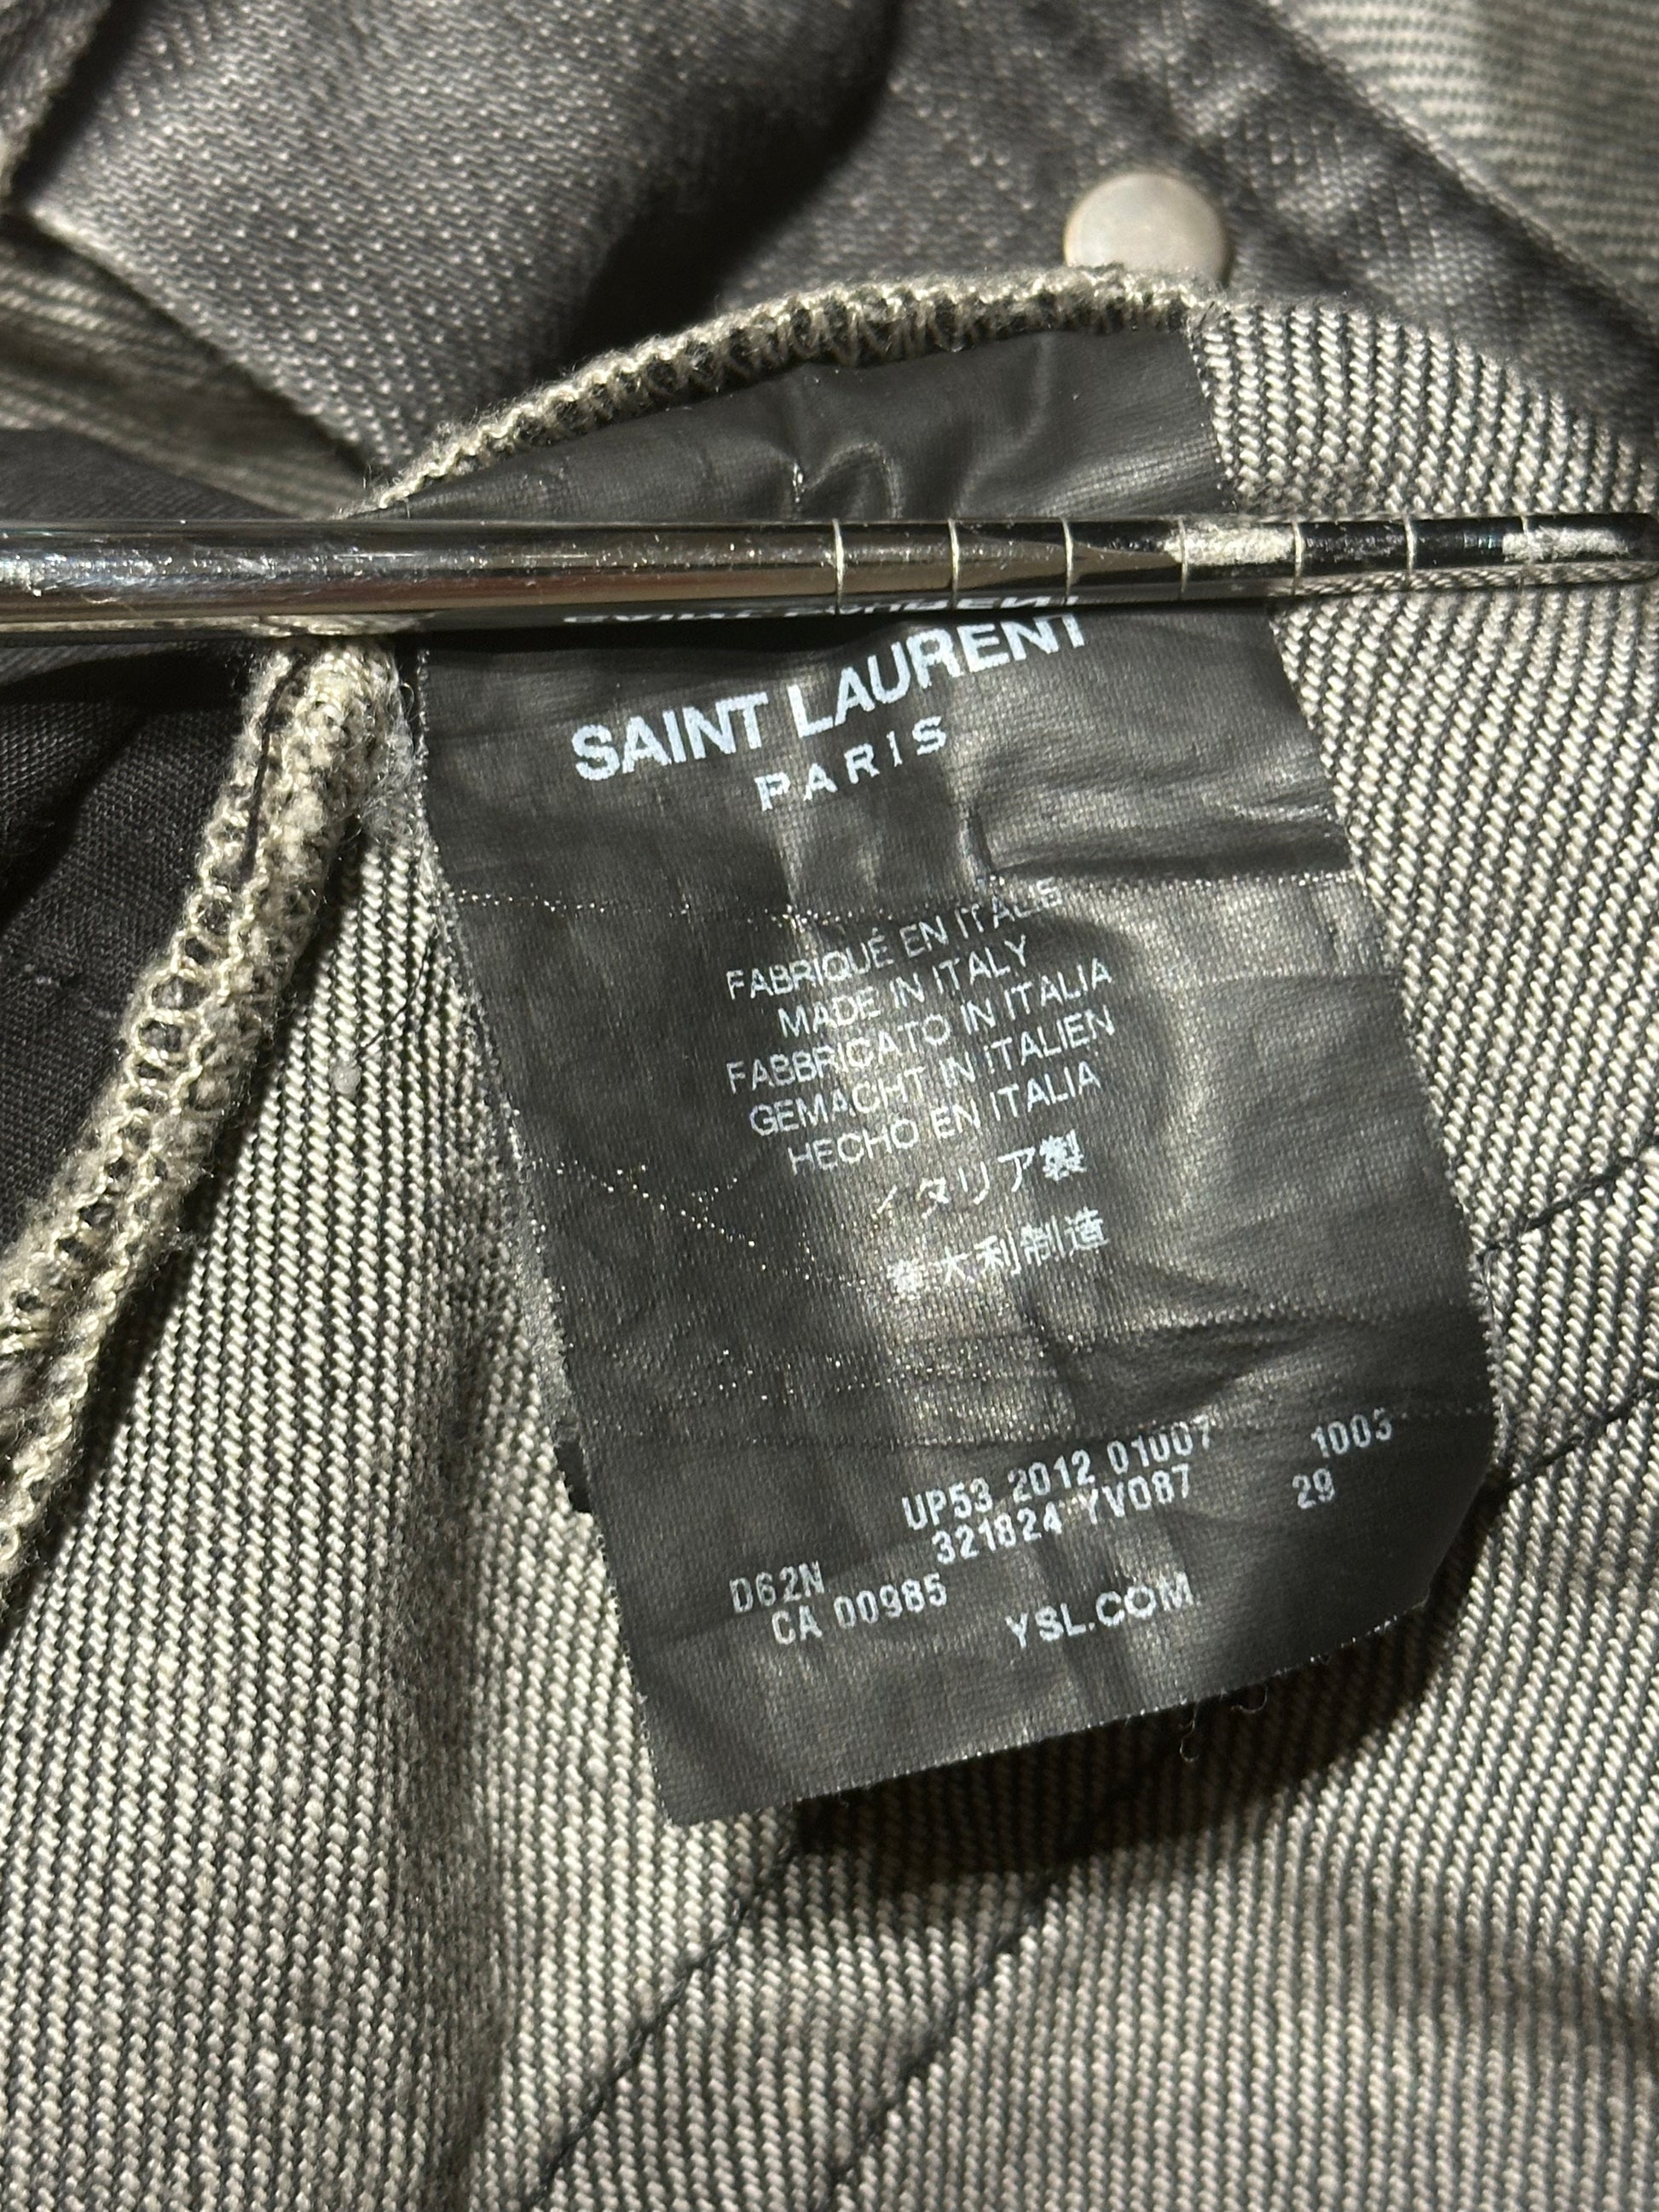 SAINT LAURENT
PARIS
FABRIQUÉ EN ITALIE
MADE IN ITALY
FABBRICATO IN ITALIA
GEMACHT IN ITALIEN
HECHO EN ITALIA
イタリア製
意大利制造
UP53 2012 01007 1003
321824 YV087 29
D62N
CA 00985
YSL.COM